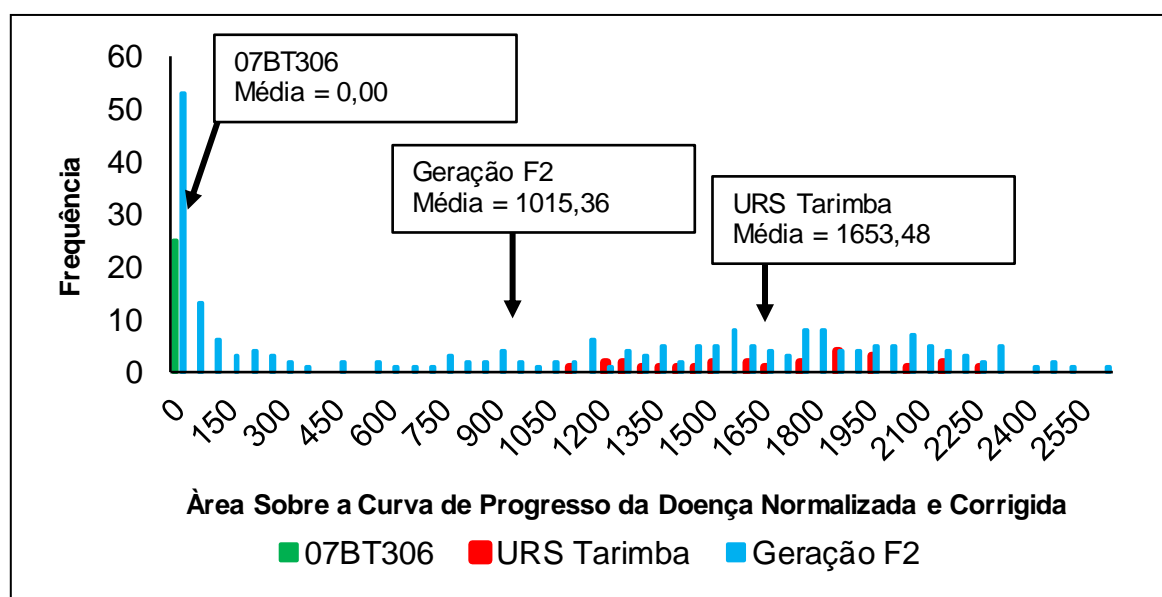 07BT306
Média = 0,00
Geração F2
Média = 1015,36
URS Tarimba
Média = 1653,48
Frequência
60
50
40
30
20
10
0
0 150 300 450 600 750 900 1050 1200 1350 1500 1650 1800 1950 2100 2250 2400 2550
Àrea Sobre a Curva de Progresso da Doença Normalizada e Corrigida
07BT306 URS Tarimba Geração F2